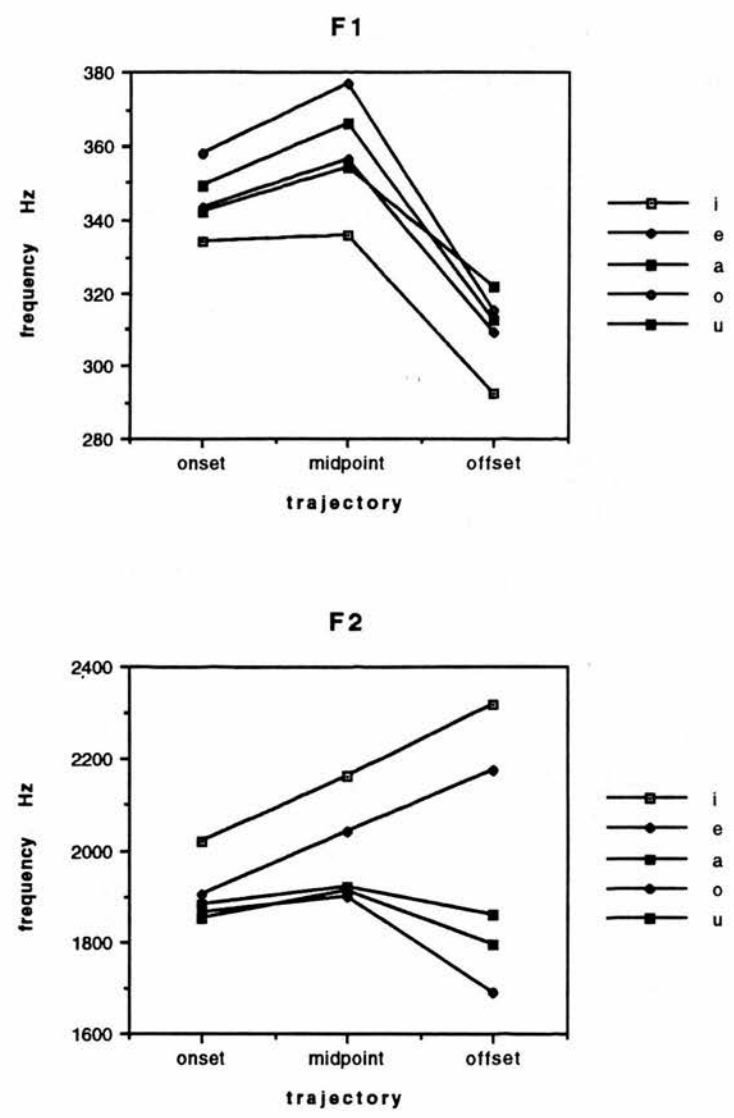 F1
380
360
340
320
300
280
frequency Hz
onset midpoint offset
trajectory
i
e
a
o
u
F2
2400
2200
2000
1800
1600
frequency Hz
onset midpoint offset
trajectory
i
e
a
o
u